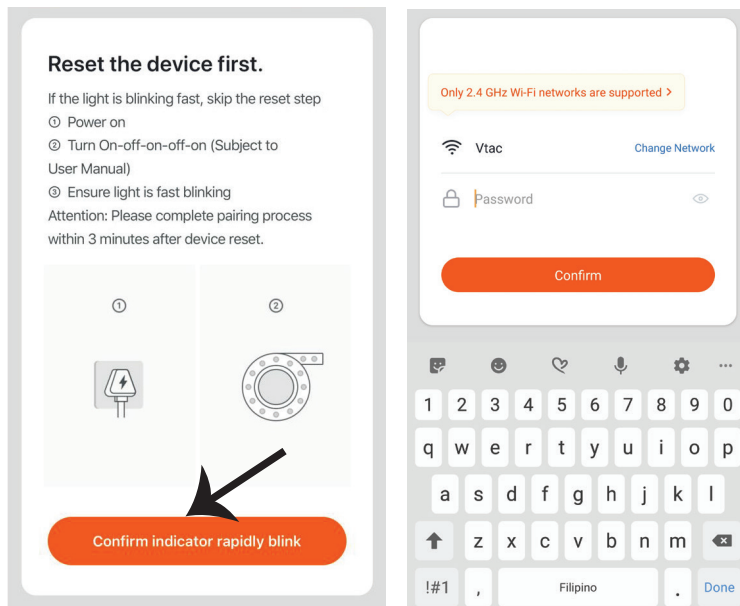 Reset the device first.
If the light is blinking fast, skip the reset step
① Power on
② Turn On-off-on-off-on (Subject to
User Manual)
③ Ensure light is fast blinking
Attention: Please complete pairing process
within 3 minutes after device reset.
①
②
Confirm indicator rapidly blink
Only 2.4 GHz Wi-Fi networks are supported >
Vtac
Change Network
Password
Confirm
1 2 3 4 5 6 7 8 9 0
q w e r t y u i o p
a s d f g h j k l
z x c v b n m
!#1 , Filipino . Done